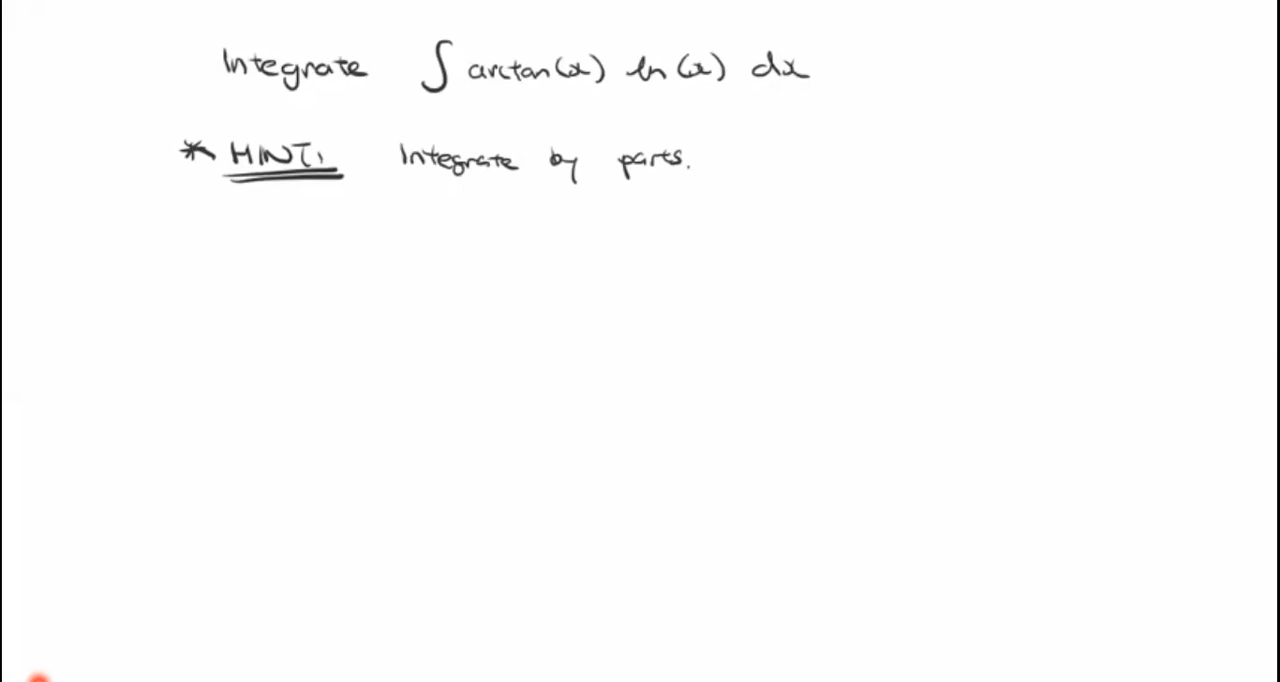 Integrate ∫ arctan(x) ln(x) dx
* HINT: Integrate by parts.